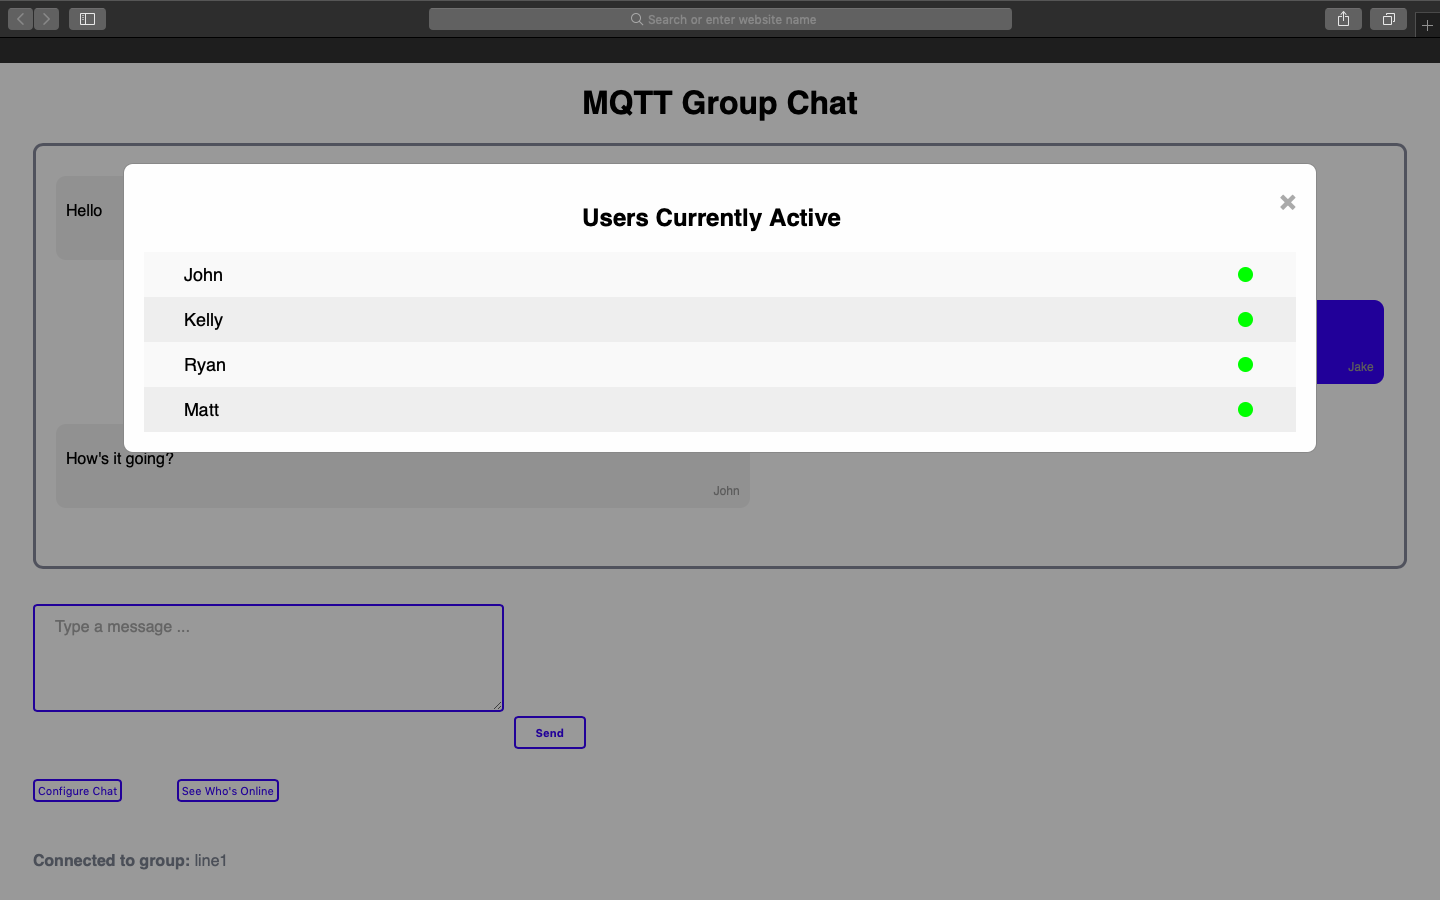 Search or enter website name
MQTT Group Chat
Hello
Users Currently Active
John
Kelly
Ryan
Matt
Jake
How's it going?
John
Type a message ...
Send
Configure Chat
See Who's Online
Connected to group: line1